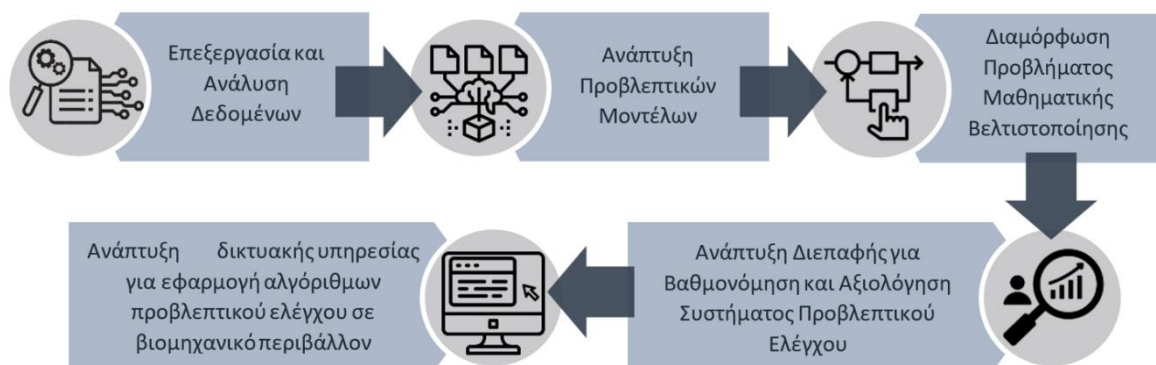 Επεξεργασία και
Ανάλυση
Δεδομένων
Ανάπτυξη
Προβλεπτικών
Μοντέλων
Διαμόρφωση
Προβλήματος
Μαθηματικής
Βελτιστοποίησης
Ανάπτυξη Διεπαφής για
Βαθμονόμηση και Αξιολόγηση
Συστήματος Προβλεπτικού
Ελέγχου
Ανάπτυξη δικτυακής υπηρεσίας
για εφαρμογή αλγόριθμων
προβλεπτικού ελέγχου σε
βιομηχανικό περιβάλλον